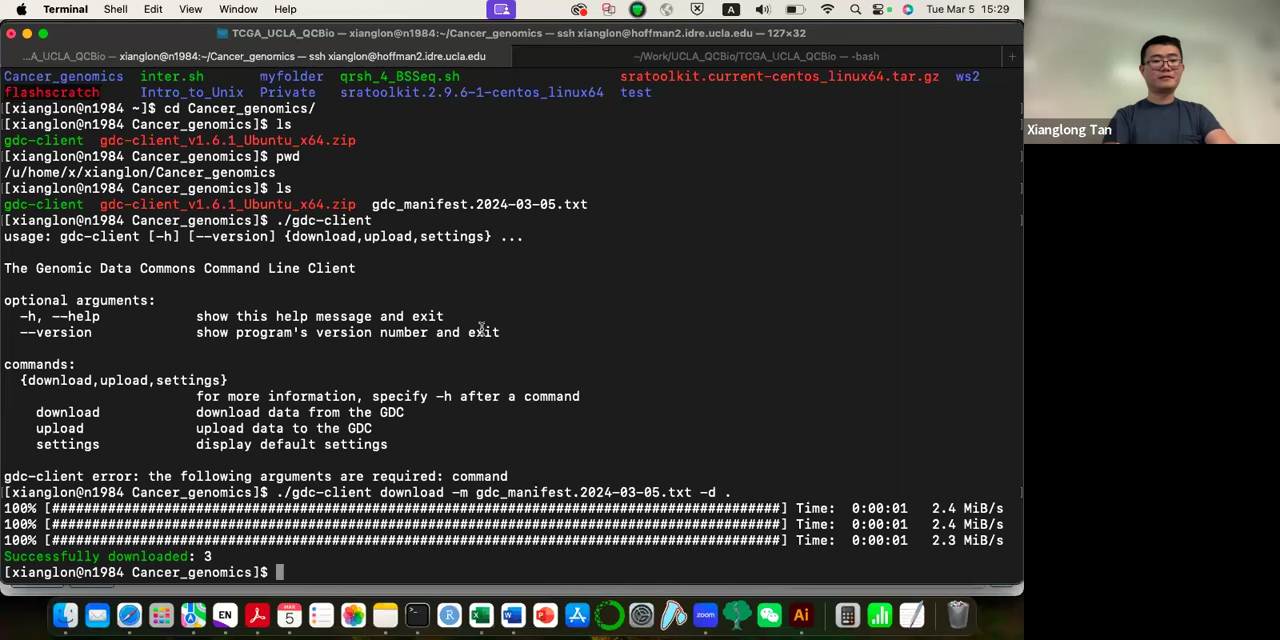 Terminal Shell Edit View Window Help A Tue Mar 5 15:29
TCGA_UCLA_QCBio — xianglon@n1984:~/Cancer_genomics — ssh xianglon@hoffman2.idre.ucla.edu — 127×32
...A_UCLA_QCBio — xianglon@n1984:~/Cancer_genomics — ssh xianglon@hoffman2.idre.ucla.edu ~/Work/UCLA_QCBio/TCGA_UCLA_QCBio — -bash +
Cancer_genomics inter.sh myfolder qrsh_4_BSSeq.sh sratoolkit.current-centos_linux64.tar.gz ws2
flashscratch Intro_to_Unix Private sratoolkit.2.9.6-1-centos_linux64 test
[xianglon@n1984 ~]$ cd Cancer_genomics/
[xianglon@n1984 Cancer_genomics]$ ls
gdc-client gdc-client_v1.6.1_Ubuntu_x64.zip
[xianglon@n1984 Cancer_genomics]$ pwd
/u/home/x/xianglon/Cancer_genomics
[xianglon@n1984 Cancer_genomics]$ ls
gdc-client gdc-client_v1.6.1_Ubuntu_x64.zip gdc_manifest.2024-03-05.txt
[xianglon@n1984 Cancer_genomics]$ ./gdc-client
usage: gdc-client [-h] [--version] {download,upload,settings} ...
The Genomic Data Commons Command Line Client
optional arguments:
-h, --help show this help message and exit
--version show program's version number and exit
commands:
{download,upload,settings}
for more information, specify -h after a command
download download data from the GDC
upload upload data to the GDC
settings display default settings
gdc-client error: the following arguments are required: command
[xianglon@n1984 Cancer_genomics]$ ./gdc-client download -m gdc_manifest.2024-03-05.txt -d .
100% [###########################################################################################] Time: 0:00:01 2.4 MiB/s
100% [###########################################################################################] Time: 0:00:01 2.4 MiB/s
100% [###########################################################################################] Time: 0:00:01 2.3 MiB/s
Successfully downloaded: 3
[xianglon@n1984 Cancer_genomics]$
Xianglong Tan
EN
MAR
5
R
X
W
P
zoom
Ai